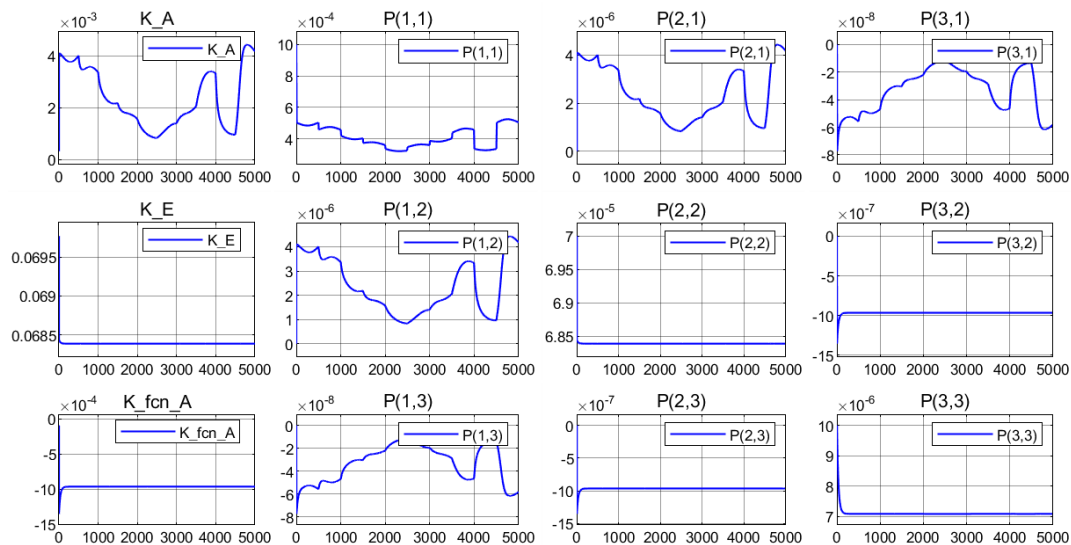 K_A
×10⁻³
4
2
0
0 1000 2000 3000 4000 5000
K_A
P(1,1)
×10⁻⁴
10
8
6
4
0 1000 2000 3000 4000 5000
P(1,1)
P(2,1)
×10⁻⁶
4
2
0
0 1000 2000 3000 4000 5000
P(2,1)
P(3,1)
×10⁻⁸
0
-2
-4
-6
-8
0 1000 2000 3000 4000 5000
P(3,1)
K_E
0.0695
0.069
0.0685
0 1000 2000 3000 4000 5000
K_E
P(1,2)
×10⁻⁶
4
3
2
1
0
0 1000 2000 3000 4000 5000
P(1,2)
P(2,2)
×10⁻⁵
7
6.95
6.9
6.85
0 1000 2000 3000 4000 5000
P(2,2)
P(3,2)
×10⁻⁷
0
-5
-10
-15
0 1000 2000 3000 4000 5000
P(3,2)
K_fcn_A
×10⁻⁴
0
-5
-10
-15
0 1000 2000 3000 4000 5000
K_fcn_A
P(1,3)
×10⁻⁸
0
-2
-4
-6
-8
0 1000 2000 3000 4000 5000
P(1,3)
P(2,3)
×10⁻⁷
0
-5
-10
-15
0 1000 2000 3000 4000 5000
P(2,3)
P(3,3)
×10⁻⁶
10
9
8
7
0 1000 2000 3000 4000 5000
P(3,3)